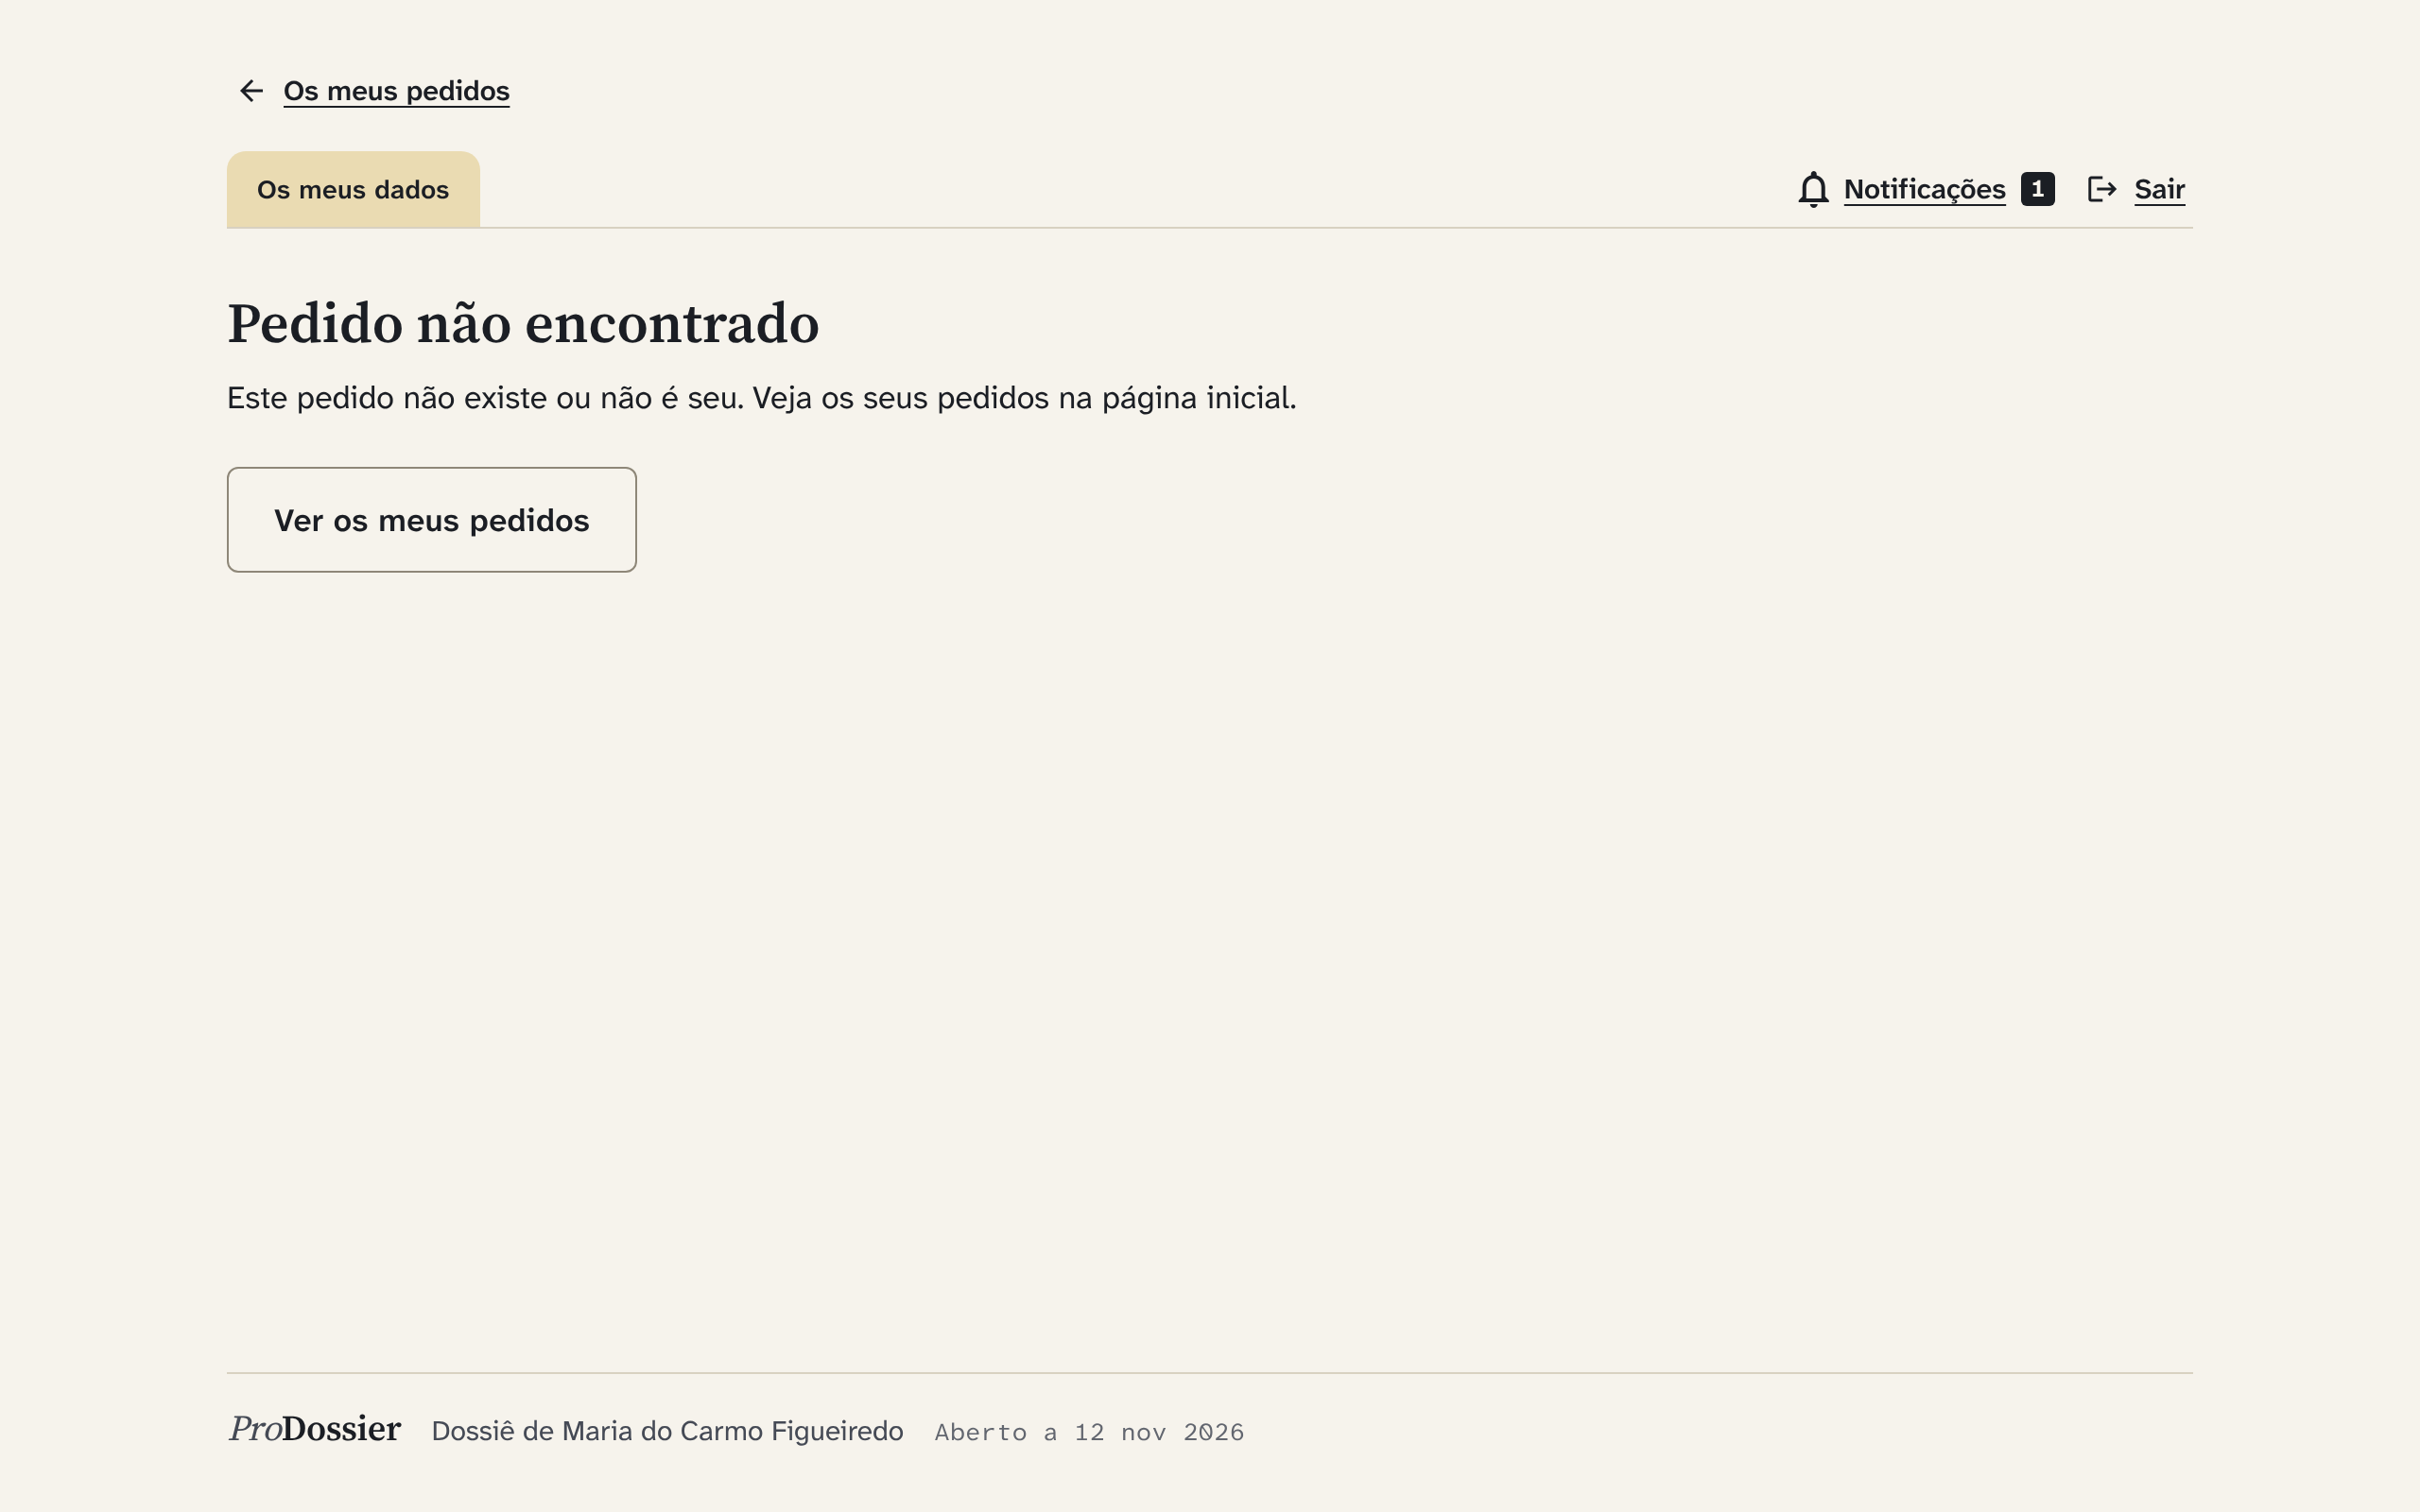 Os meus pedidos
Os meus dados
Notificações 1 Sair
Pedido não encontrado
Este pedido não existe ou não é seu. Veja os seus pedidos na página inicial.
Ver os meus pedidos
ProDossier Dossiê de Maria do Carmo Figueiredo Aberto a 12 nov 2026